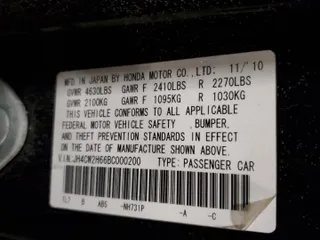 MFD. IN JAPAN BY HONDA MOTOR CO., LTD: 11/'10
GVWR 4630LBS GAWR F 2410LBS R 2270LBS
GVWR 2100KG GAWR F 1095KG R 1030KG
THIS VEHICLE CONFORMS TO ALL APPLICABLE
FEDERAL MOTOR VEHICLE SAFETY ,BUMPER,
AND THEFT PREVENTION STANDARDS IN EFFECT
ON THE DATE OF MANUFACTURE SHOWN ABOVE.
V.I.N: JH4CW2H66BC000200 TYPE: PASSENGER CAR
TL7 B ABS -NH731P -A -C